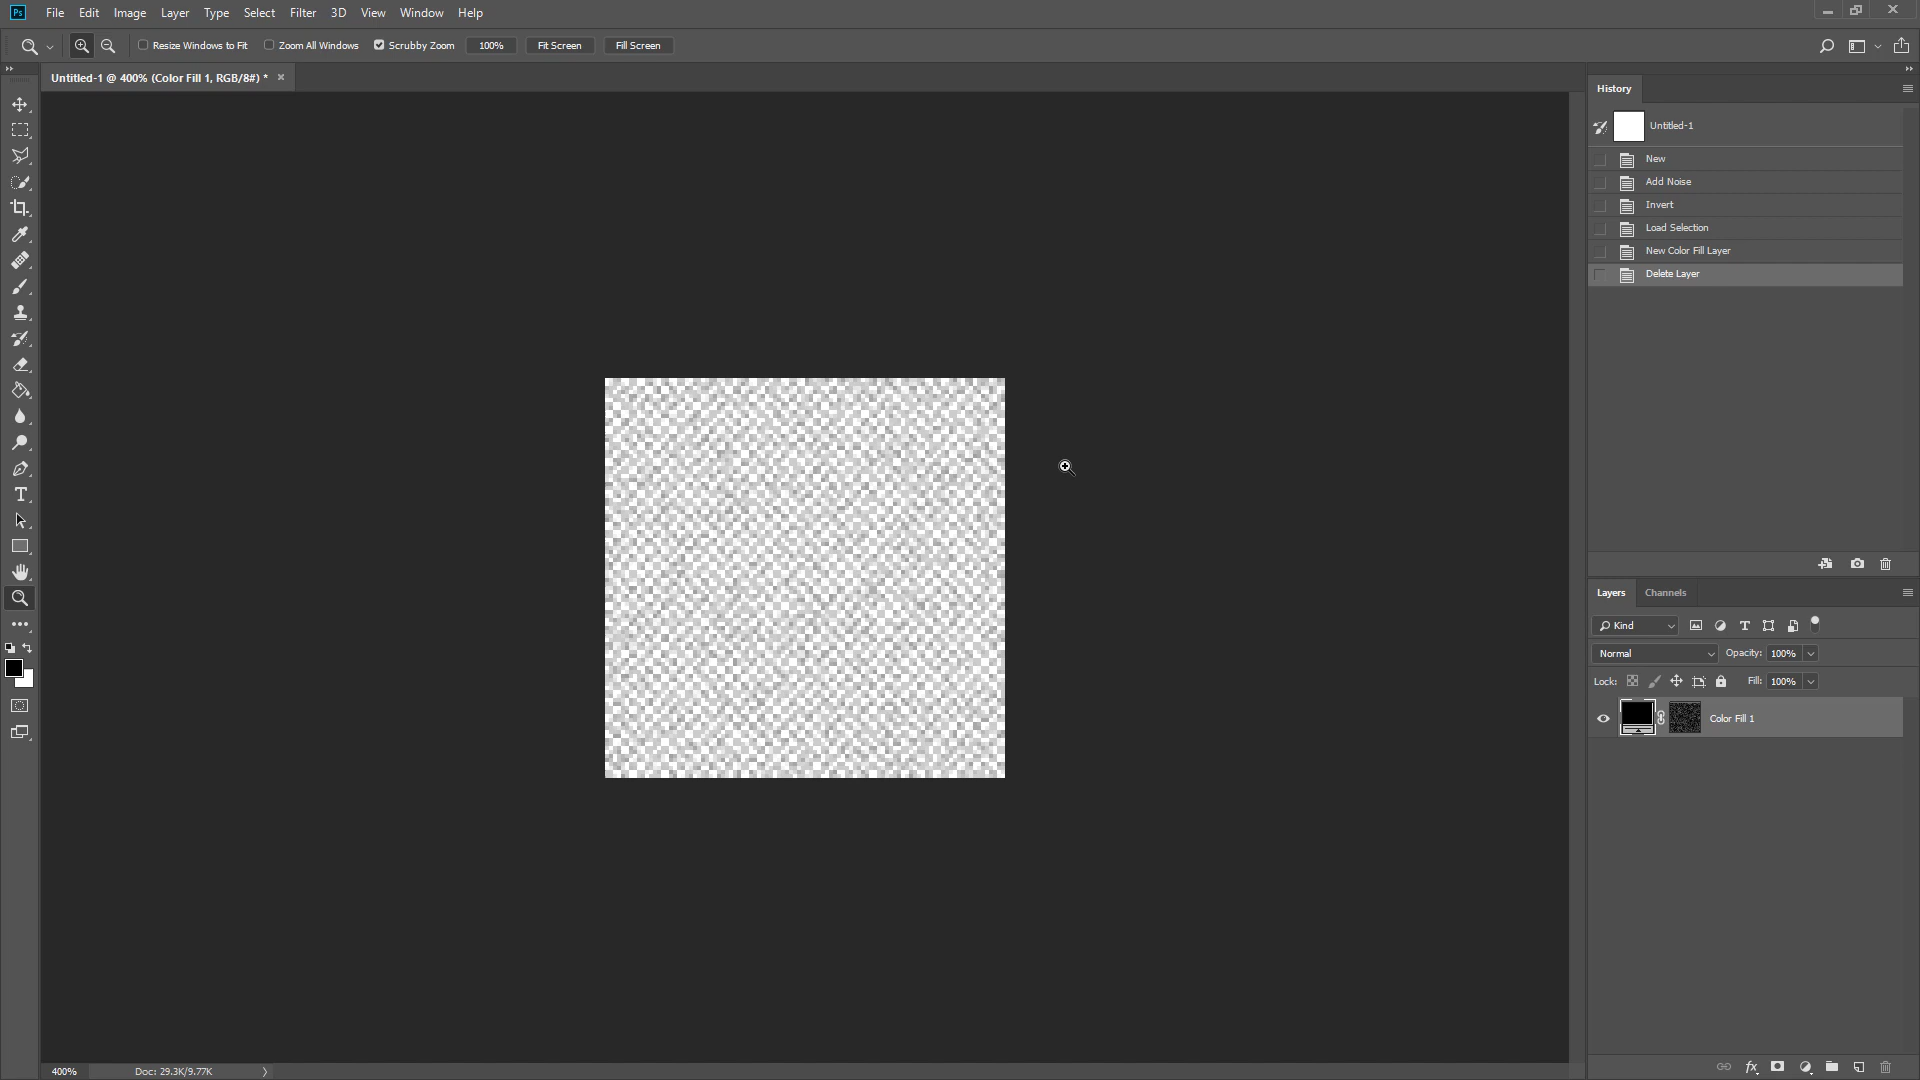 Ps File Edit Image Layer Type Select Filter 3D View Window Help
Resize Windows to Fit Zoom All Windows Scrubby Zoom 100% Fit Screen Fill Screen
Untitled-1 @ 400% (Color Fill 1, RGB/8#) *
History
Untitled-1
New
Add Noise
Invert
Load Selection
New Color Fill Layer
Delete Layer
Layers Channels
Kind
Normal Opacity: 100%
Lock: Fill: 100%
Color Fill 1
fx
400% Doc: 29.3K/9.77K